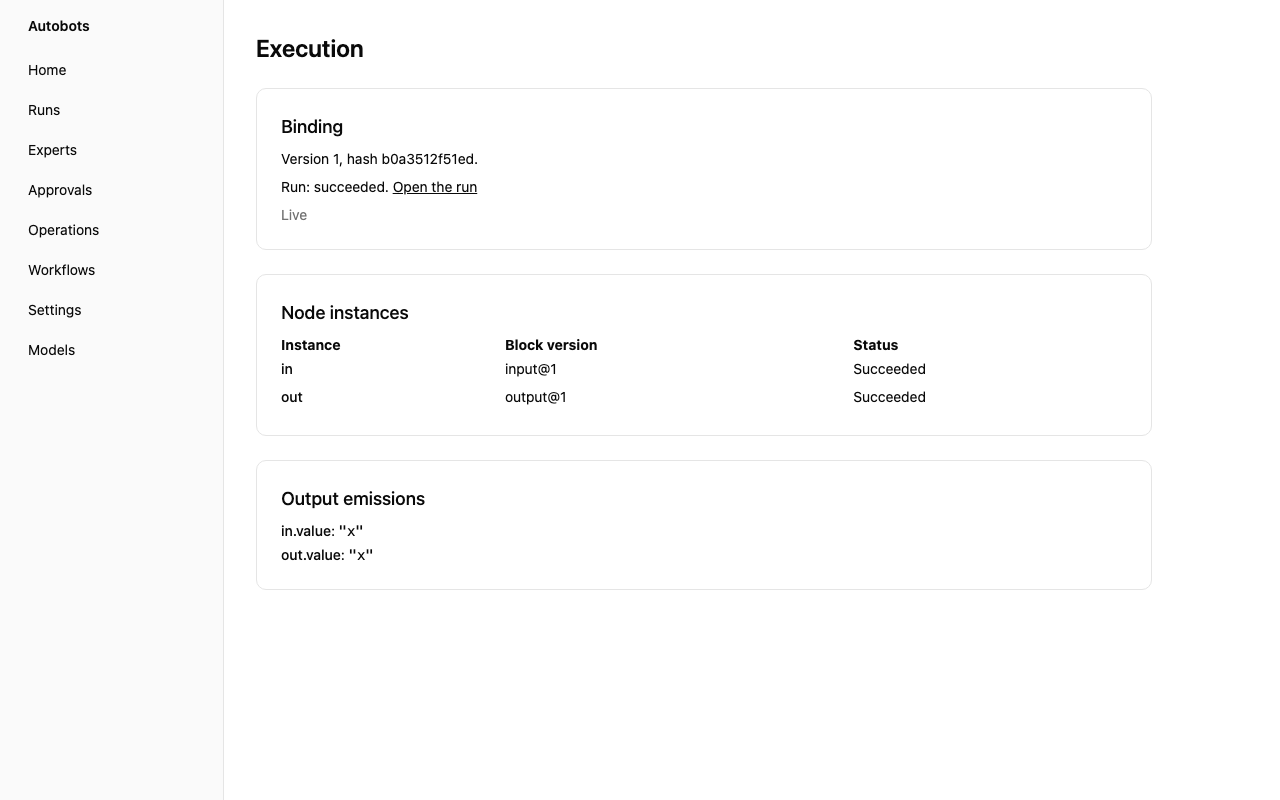 Autobots
Home
Runs
Experts
Approvals
Operations
Workflows
Settings
Models
Execution
Binding
Version 1, hash b0a3512f51ed.
Run: succeeded. Open the run
Live
Node instances
Instance Block version Status
in input@1 Succeeded
out output@1 Succeeded
Output emissions
in.value: "x"
out.value: "x"